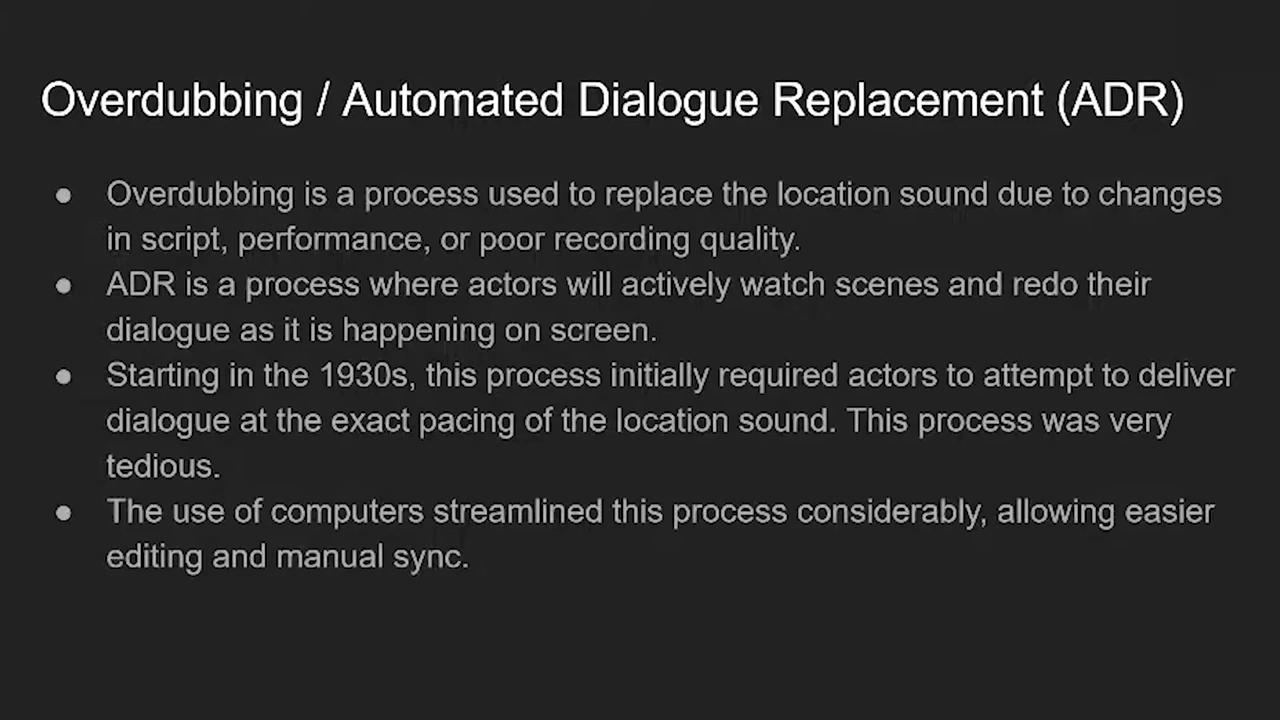 Overdubbing / Automated Dialogue Replacement (ADR)
● Overdubbing is a process used to replace the location sound due to changes
in script, performance, or poor recording quality.
● ADR is a process where actors will actively watch scenes and redo their
dialogue as it is happening on screen.
● Starting in the 1930s, this process initially required actors to attempt to deliver
dialogue at the exact pacing of the location sound. This process was very
tedious.
● The use of computers streamlined this process considerably, allowing easier
editing and manual sync.